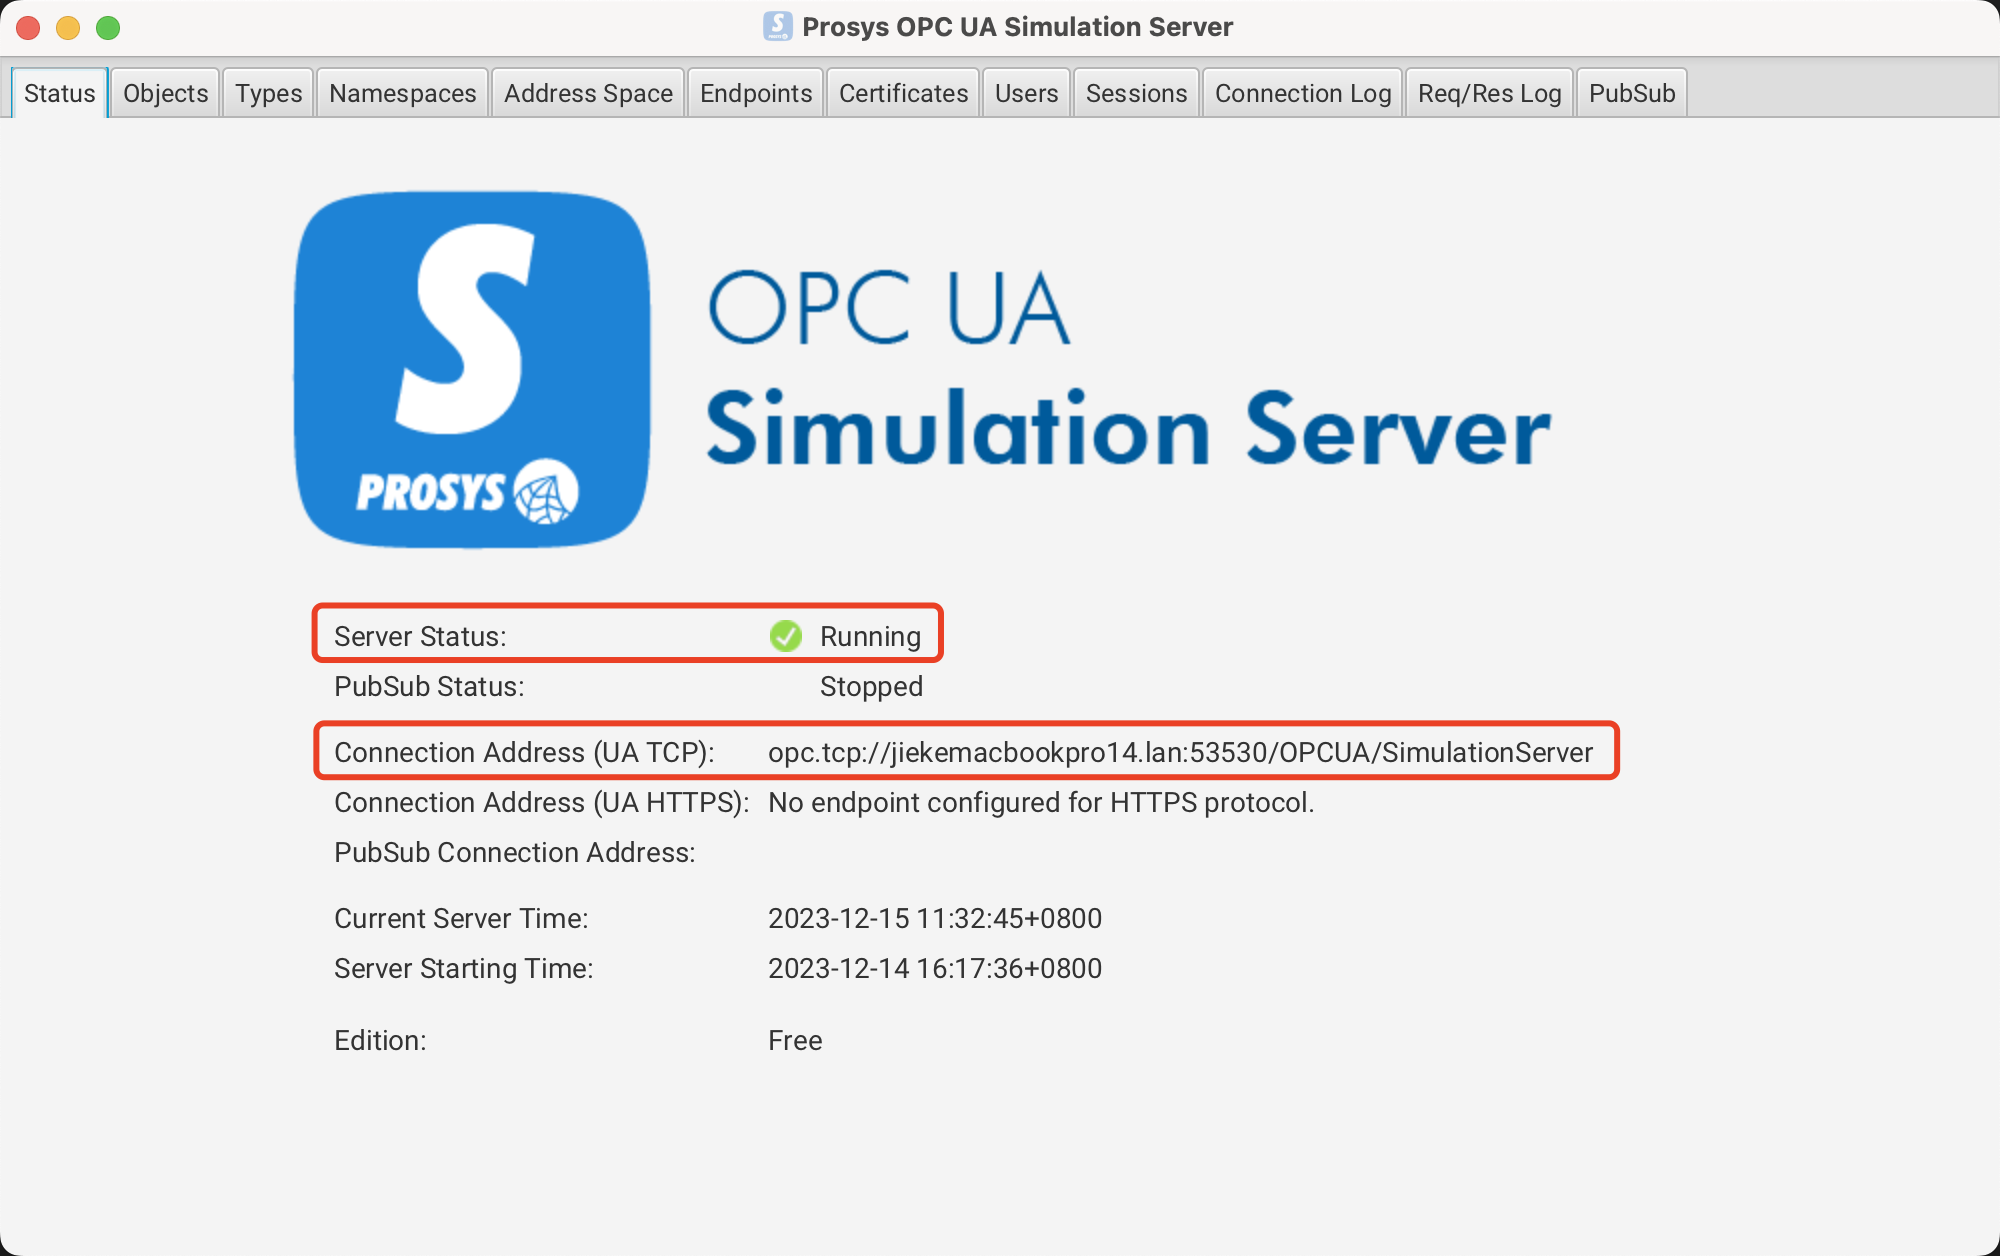 Prosys OPC UA Simulation Server
Status Objects Types Namespaces Address Space Endpoints Certificates Users Sessions Connection Log Req/Res Log PubSub
S
PROSYS
OPC UA
Simulation Server
Server Status: Running
PubSub Status: Stopped
Connection Address (UA TCP): opc.tcp://jiekemacbookpro14.lan:53530/OPCUA/SimulationServer
Connection Address (UA HTTPS): No endpoint configured for HTTPS protocol.
PubSub Connection Address:
Current Server Time: 2023-12-15 11:32:45+0800
Server Starting Time: 2023-12-14 16:17:36+0800
Edition: Free